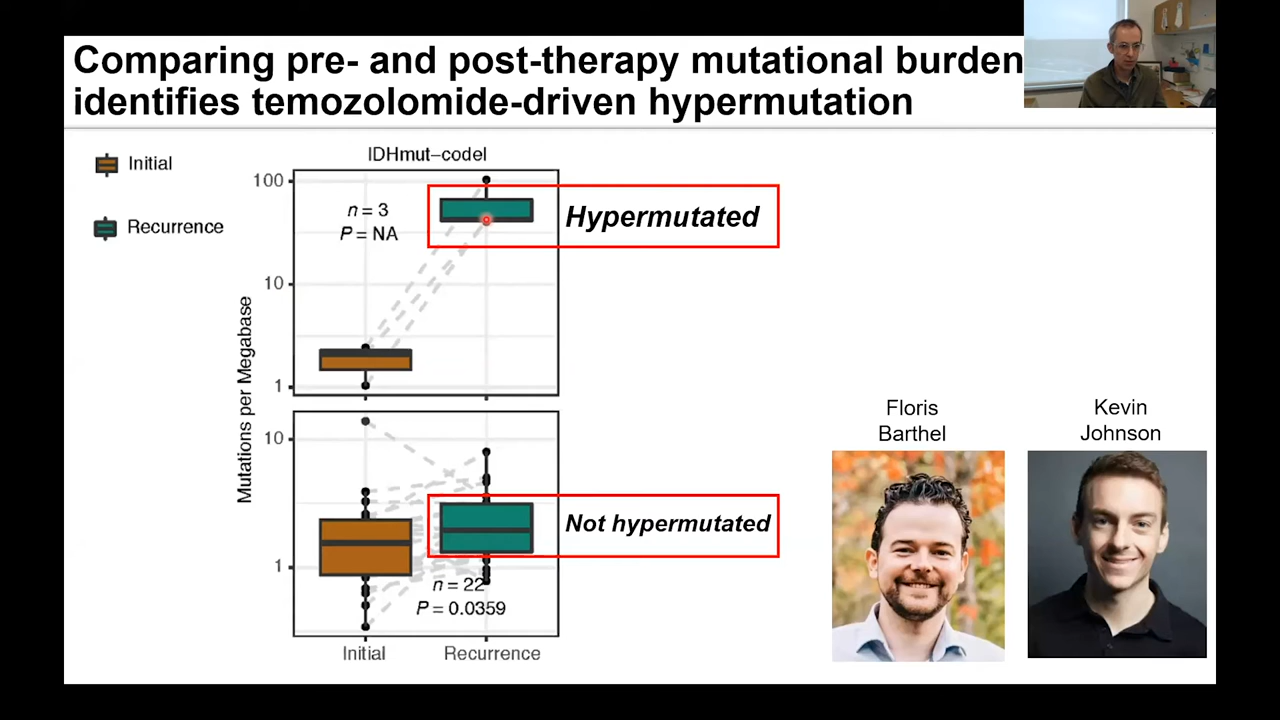 Comparing pre- and post-therapy mutational burden
identifies temozolomide-driven hypermutation
Initial
Recurrence
IDHmut-codel
Mutations per Megabase
100
10
1
n = 3
P = NA
Hypermutated
10
1
n = 22
P = 0.0359
Not hypermutated
Initial
Recurrence
Floris
Barthel
Kevin
Johnson